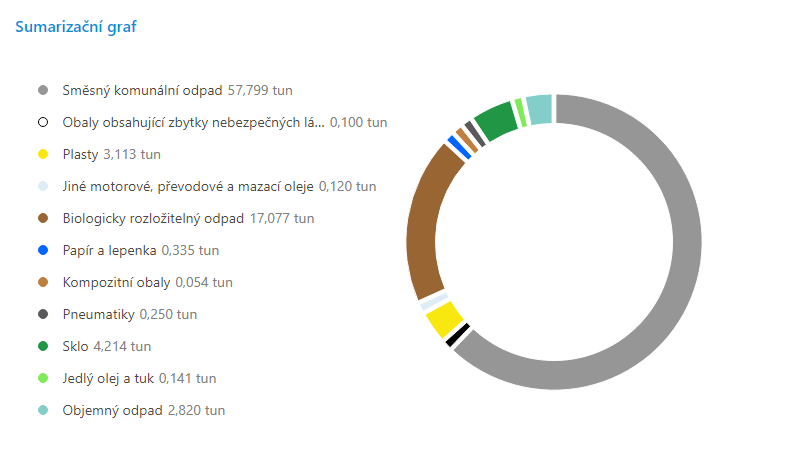 Sumarizační graf
Směsný komunální odpad 57,799 tun
Obaly obsahující zbytky nebezpečných lá... 0,100 tun
Plasty 3,113 tun
Jiné motorové, převodové a mazací oleje 0,120 tun
Biologicky rozložitelný odpad 17,077 tun
Papír a lepenka 0,335 tun
Kompozitní obaly 0,054 tun
Pneumatiky 0,250 tun
Sklo 4,214 tun
Jedlý olej a tuk 0,141 tun
Objemný odpad 2,820 tun